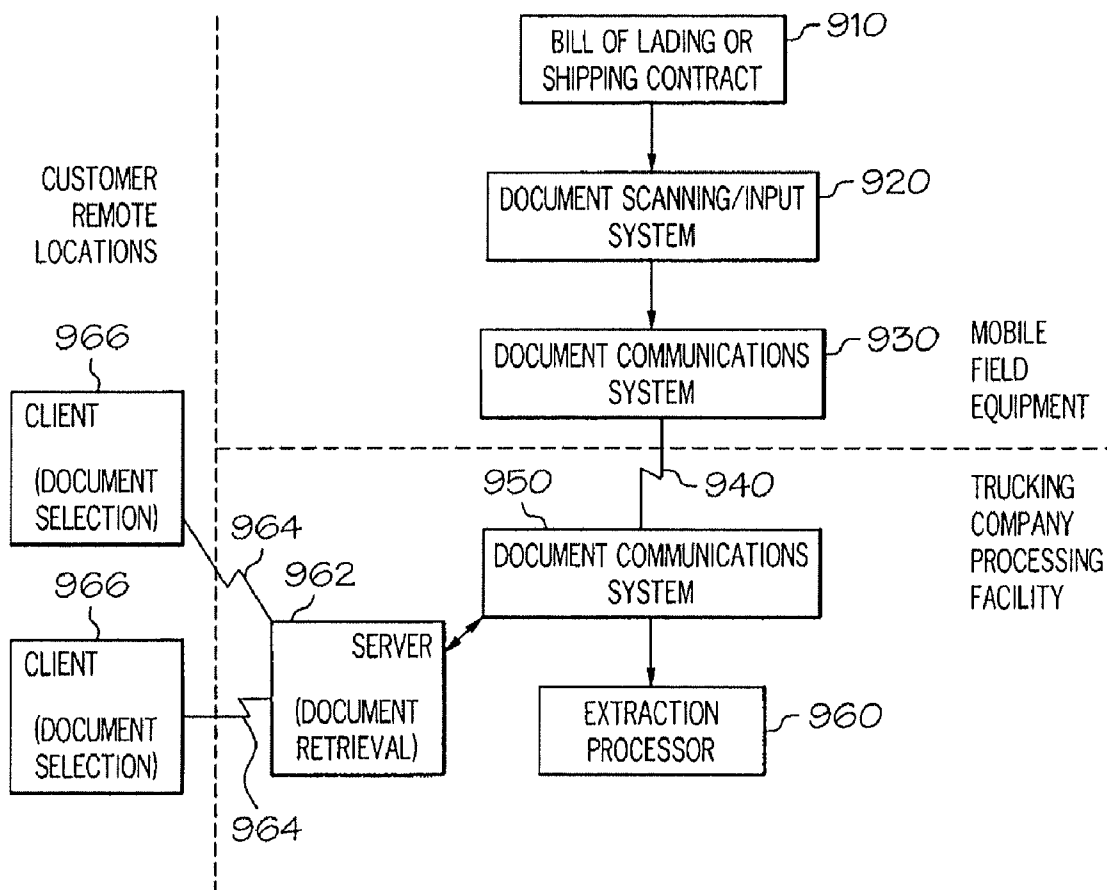 BILL OF LADING OR
SHIPPING CONTRACT
910
DOCUMENT SCANNING/INPUT
SYSTEM
920
CUSTOMER
REMOTE
LOCATIONS
DOCUMENT COMMUNICATIONS
SYSTEM
930
MOBILE
FIELD
EQUIPMENT
966
CLIENT
(DOCUMENT
SELECTION)
940
950
DOCUMENT COMMUNICATIONS
SYSTEM
TRUCKING
COMPANY
PROCESSING
FACILITY
964
962
966
CLIENT
(DOCUMENT
SELECTION)
SERVER
(DOCUMENT
RETRIEVAL)
964
EXTRACTION
PROCESSOR
960